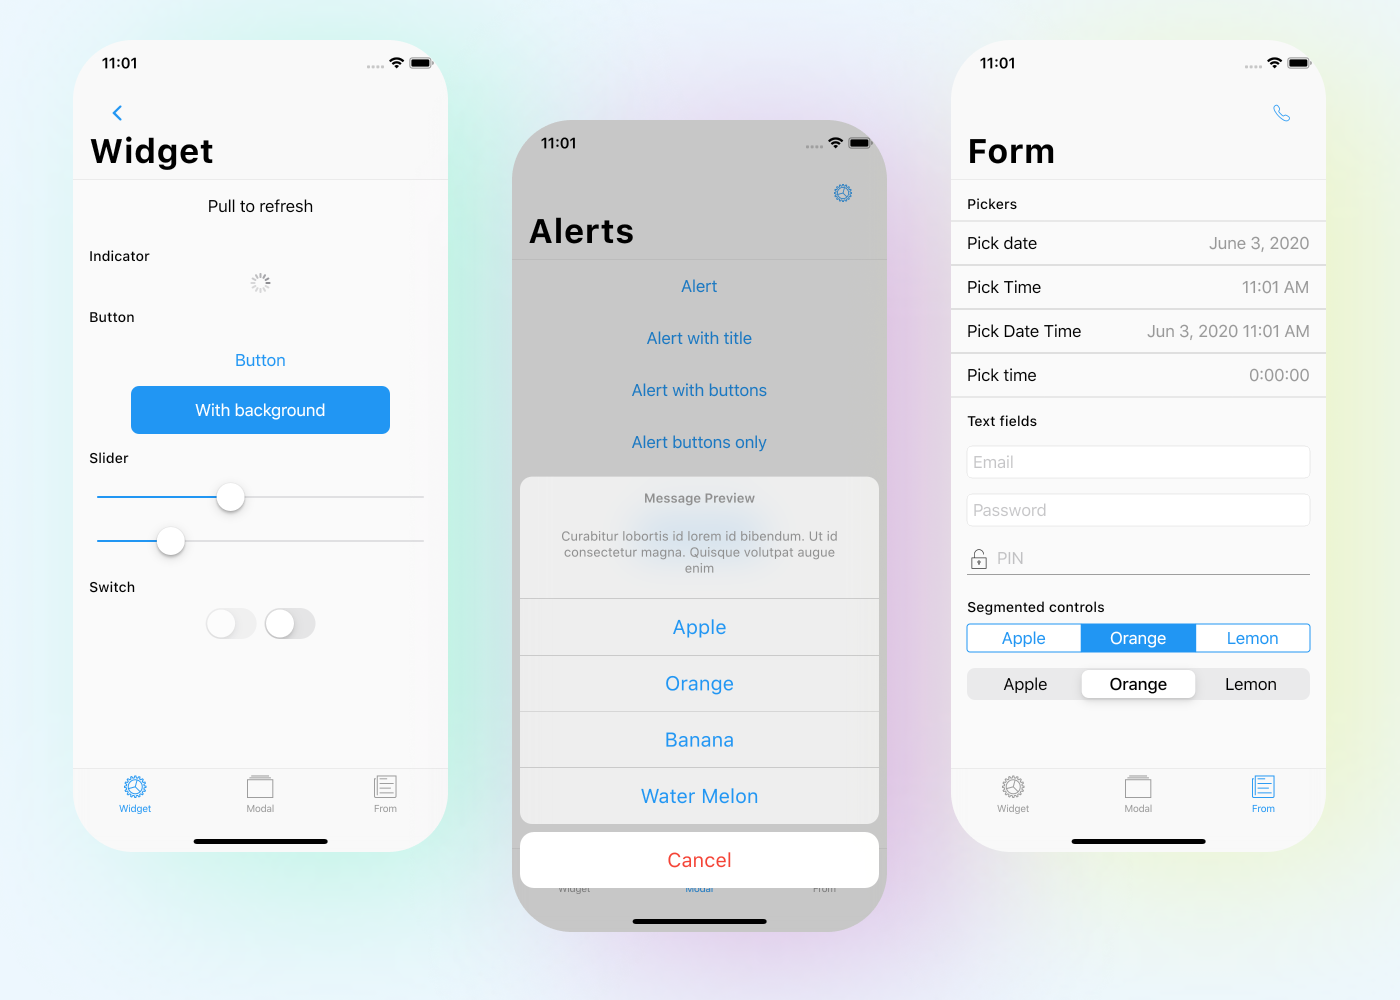 11:01
Widget
Pull to refresh
Indicator
Button
Button
With background
Slider
Switch
Widget
Modal
From
11:01
Alerts
Alert
Alert with title
Alert with buttons
Alert buttons only
Message Preview
Curabitur lobortis id lorem id bibendum. Ut id
consectetur magna. Quisque volutpat augue
enim
Apple
Orange
Banana
Water Melon
Cancel
Widget
Modal
From
11:01
Form
Pickers
Pick date June 3, 2020
Pick Time 11:01 AM
Pick Date Time Jun 3, 2020 11:01 AM
Pick time 0:00:00
Text fields
Email
Password
PIN
Segmented controls
Apple Orange Lemon
Apple Orange Lemon
Widget
Modal
From